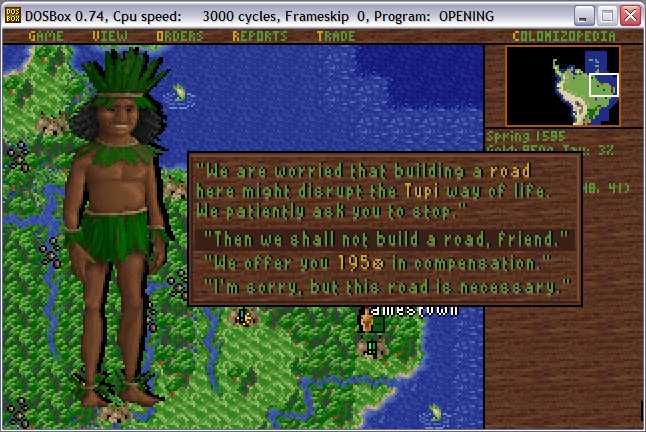 DOSBox 0.74, Cpu speed: 3000 cycles, Frameskip 0, Program: OPENING
GAME VIEW ORDERS REPORTS TRADE COLONIZOPEDIA
Spring 1595
Tax: 3%
41)
"We are worried that building a road
here might disrupt the Tupi way of life.
We patiently ask you to stop."
"Then we shall not build a road, friend."
"We offer you 195 in compensation."
"I'm sorry, but this road is necessary."
amestown